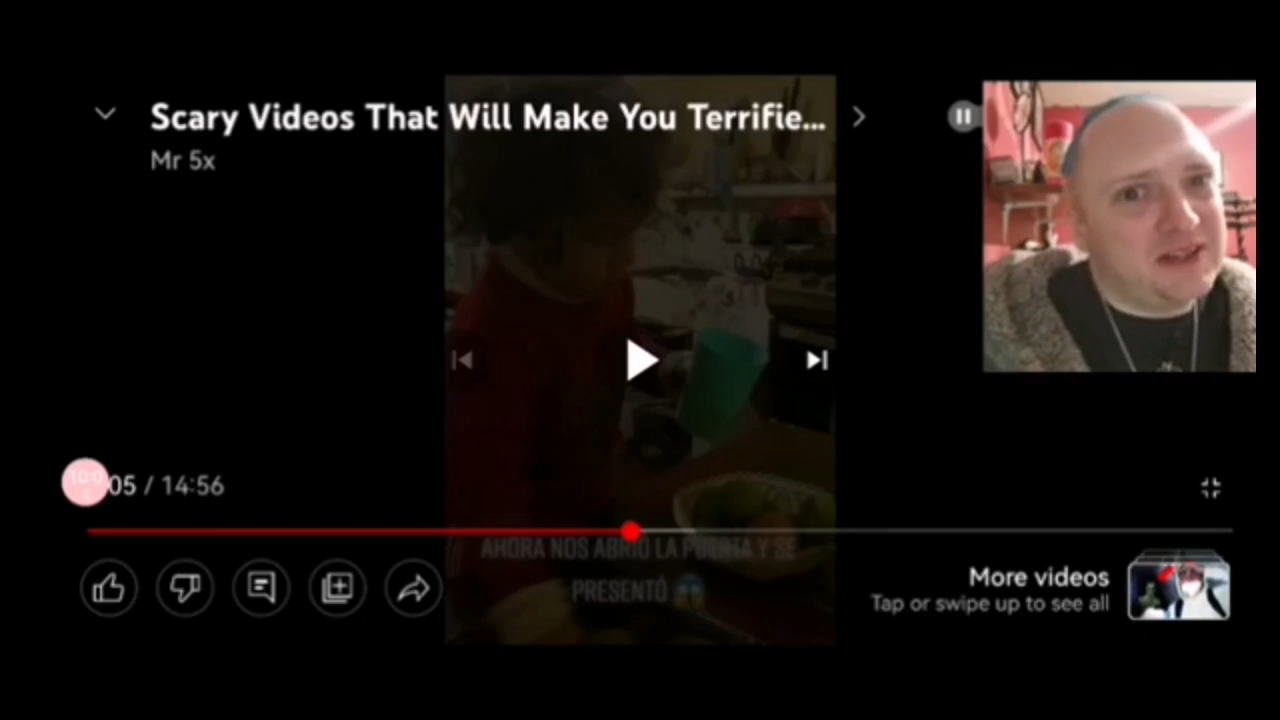 Scary Videos That Will Make You Terrifie...
Mr 5x
05 / 14:56
AHORA NOS ABRIÓ LA PUERTA Y SE
PRESENTÓ 😱
More videos
Tap or swipe up to see all